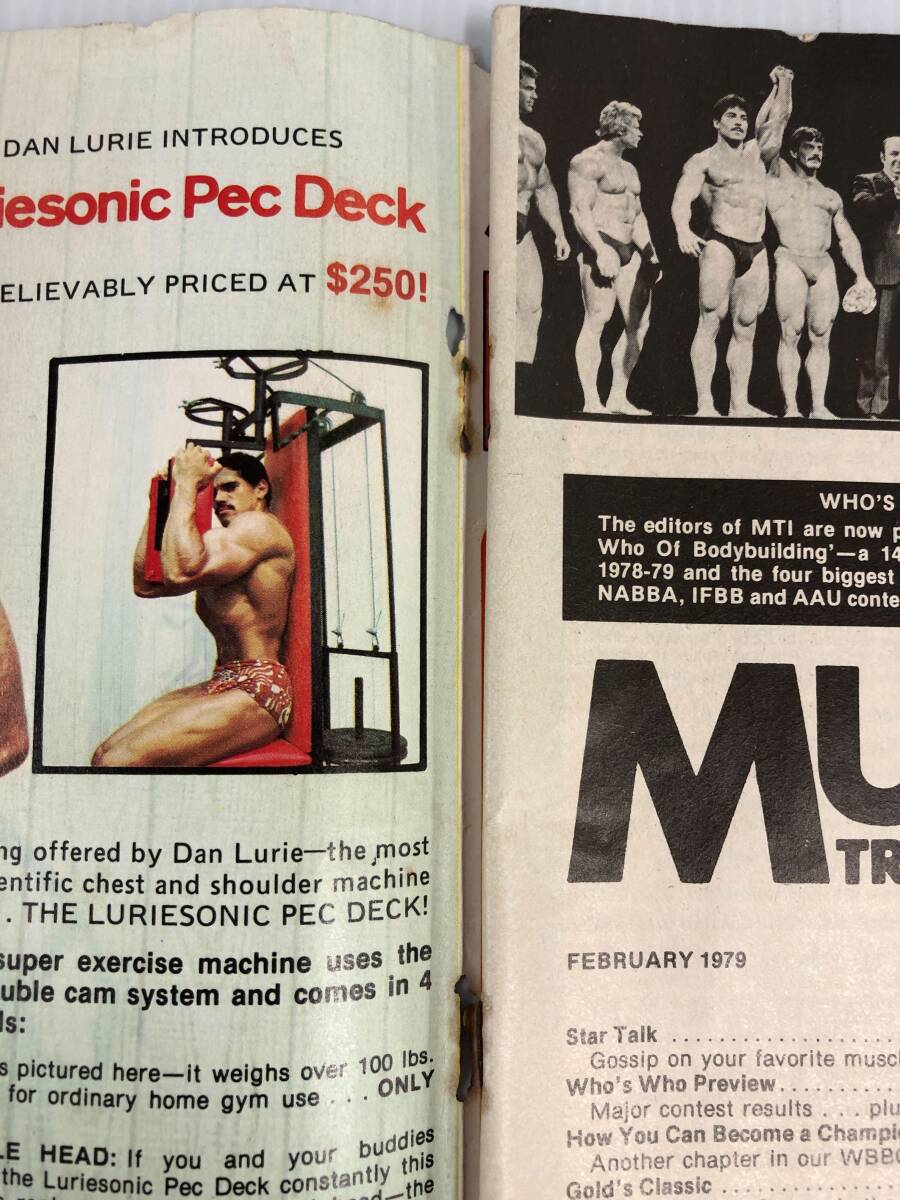 DAN LURIE INTRODUCES
iesonic Pec Deck
ELIEVABLY PRICED AT $250!
ng offered by Dan Lurie—the most
entific chest and shoulder machine
. THE LURIESONIC PEC DECK!
super exercise machine uses the
uble cam system and comes in 4
ls:
s pictured here—it weighs over 100 lbs.
for ordinary home gym use . . . ONLY
LE HEAD: If you and your buddies
the Luriesonic Pec Deck constantly this
head—the
WHO'S
The editors of MTI are now p
Who Of Bodybuilding'—a 14
1978-79 and the four biggest
NABBA, IFBB and AAU conte
MU
TR
FEBRUARY 1979
Star Talk ........................
Gossip on your favorite muscl
Who's Who Preview............
Major contest results . . . plu
How You Can Become a Champi
Another chapter in our WBBG
Gold's Classic ...................